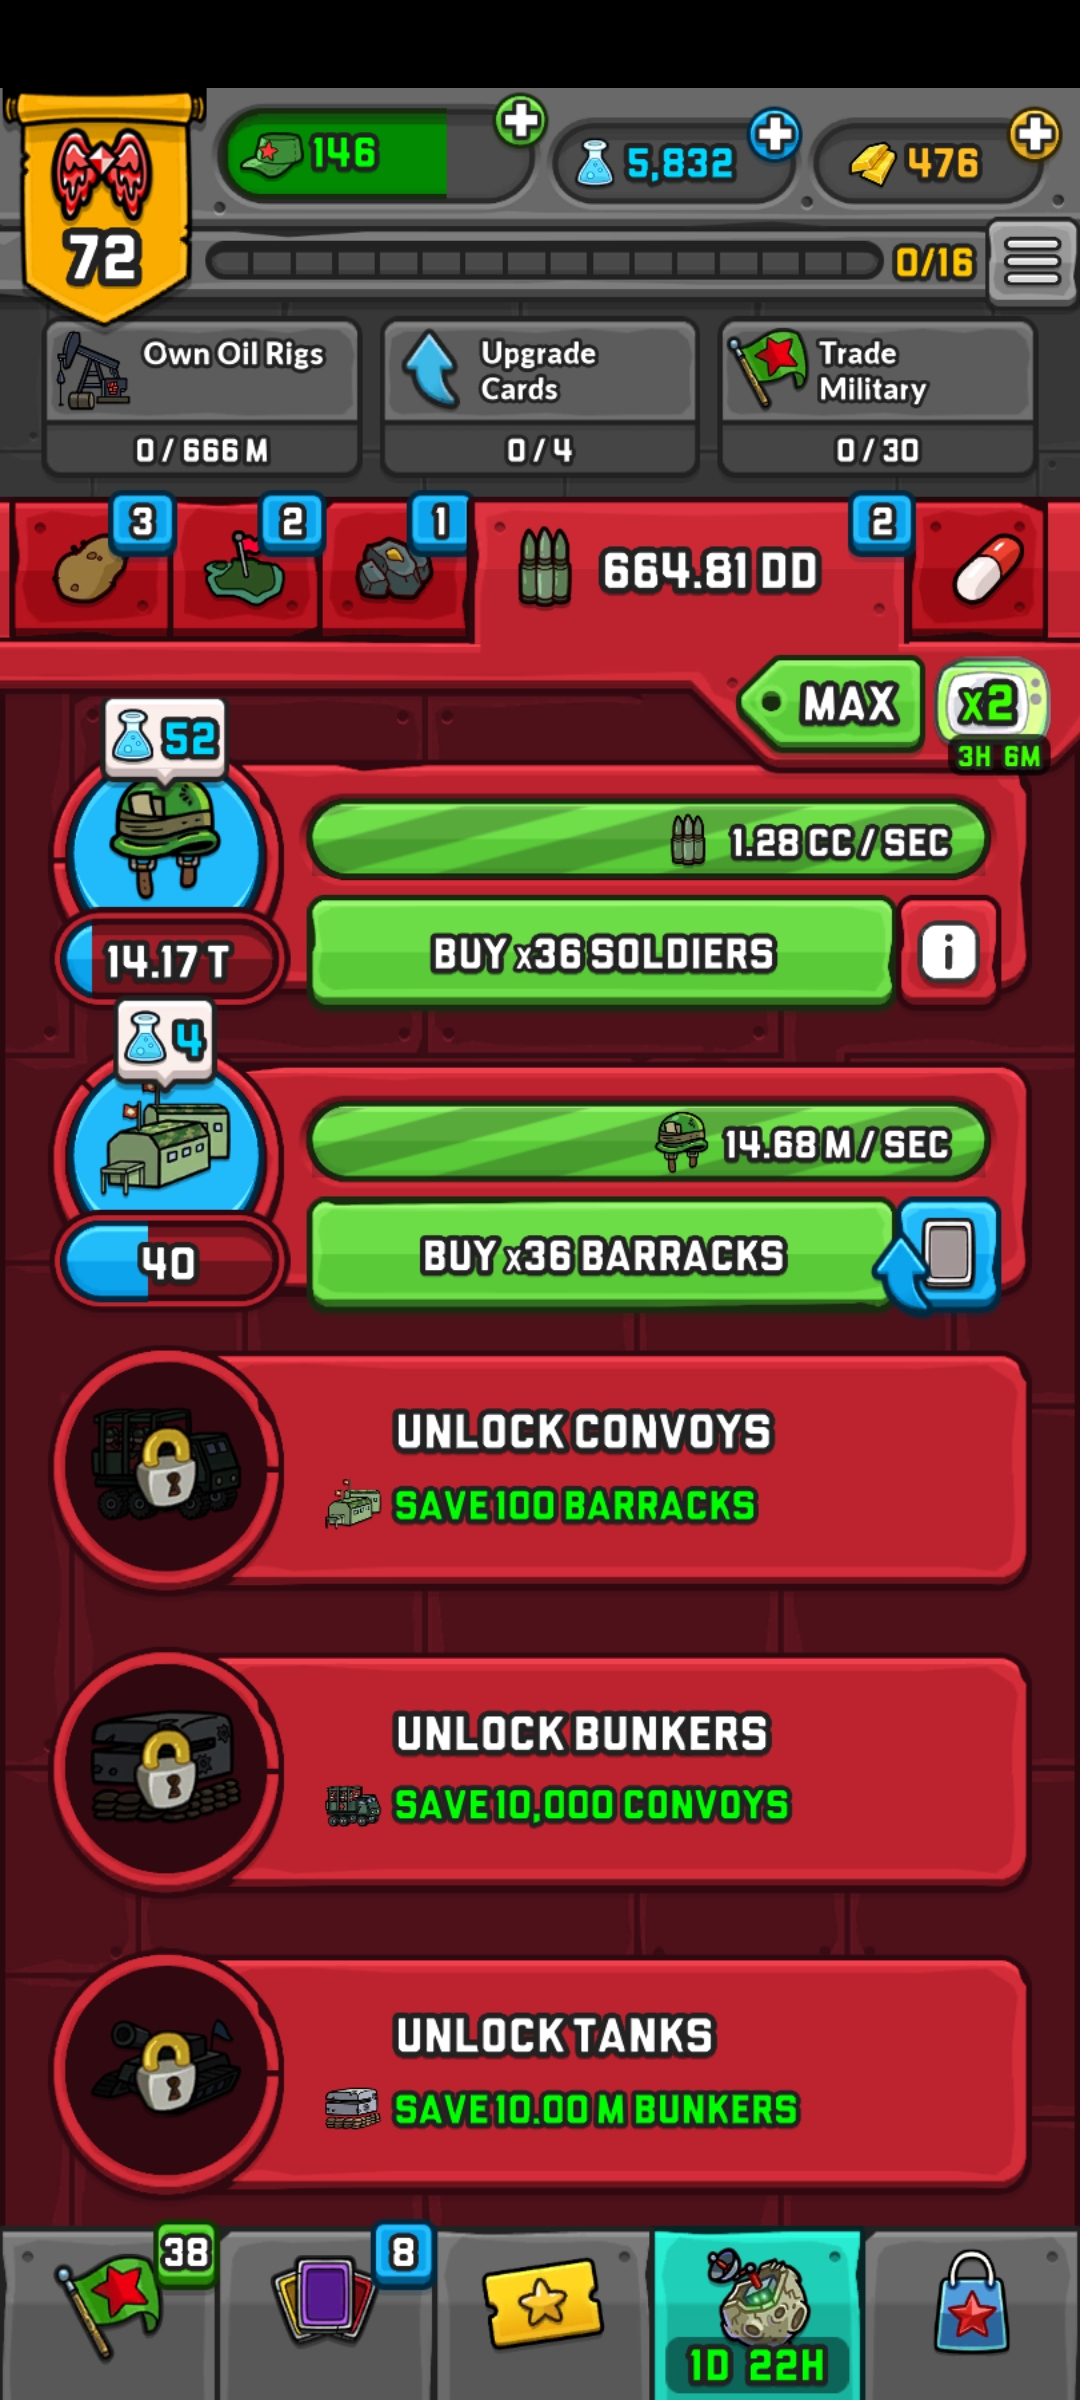 146
5,832
476
72
0/16
Own Oil Rigs
0 / 666 M
Upgrade
Cards
0 / 4
Trade
Military
0 / 30
3
2
1
664.81 DD
2
MAX
x2
3H 6M
52
1.28 CC / SEC
14.17 T
BUY x36 SOLDIERS
i
4
14.68 M / SEC
40
BUY x36 BARRACKS
UNLOCK CONVOYS
SAVE 100 BARRACKS
UNLOCK BUNKERS
SAVE 10,000 CONVOYS
UNLOCK TANKS
SAVE 10.00 M BUNKERS
38
8
1D 22H